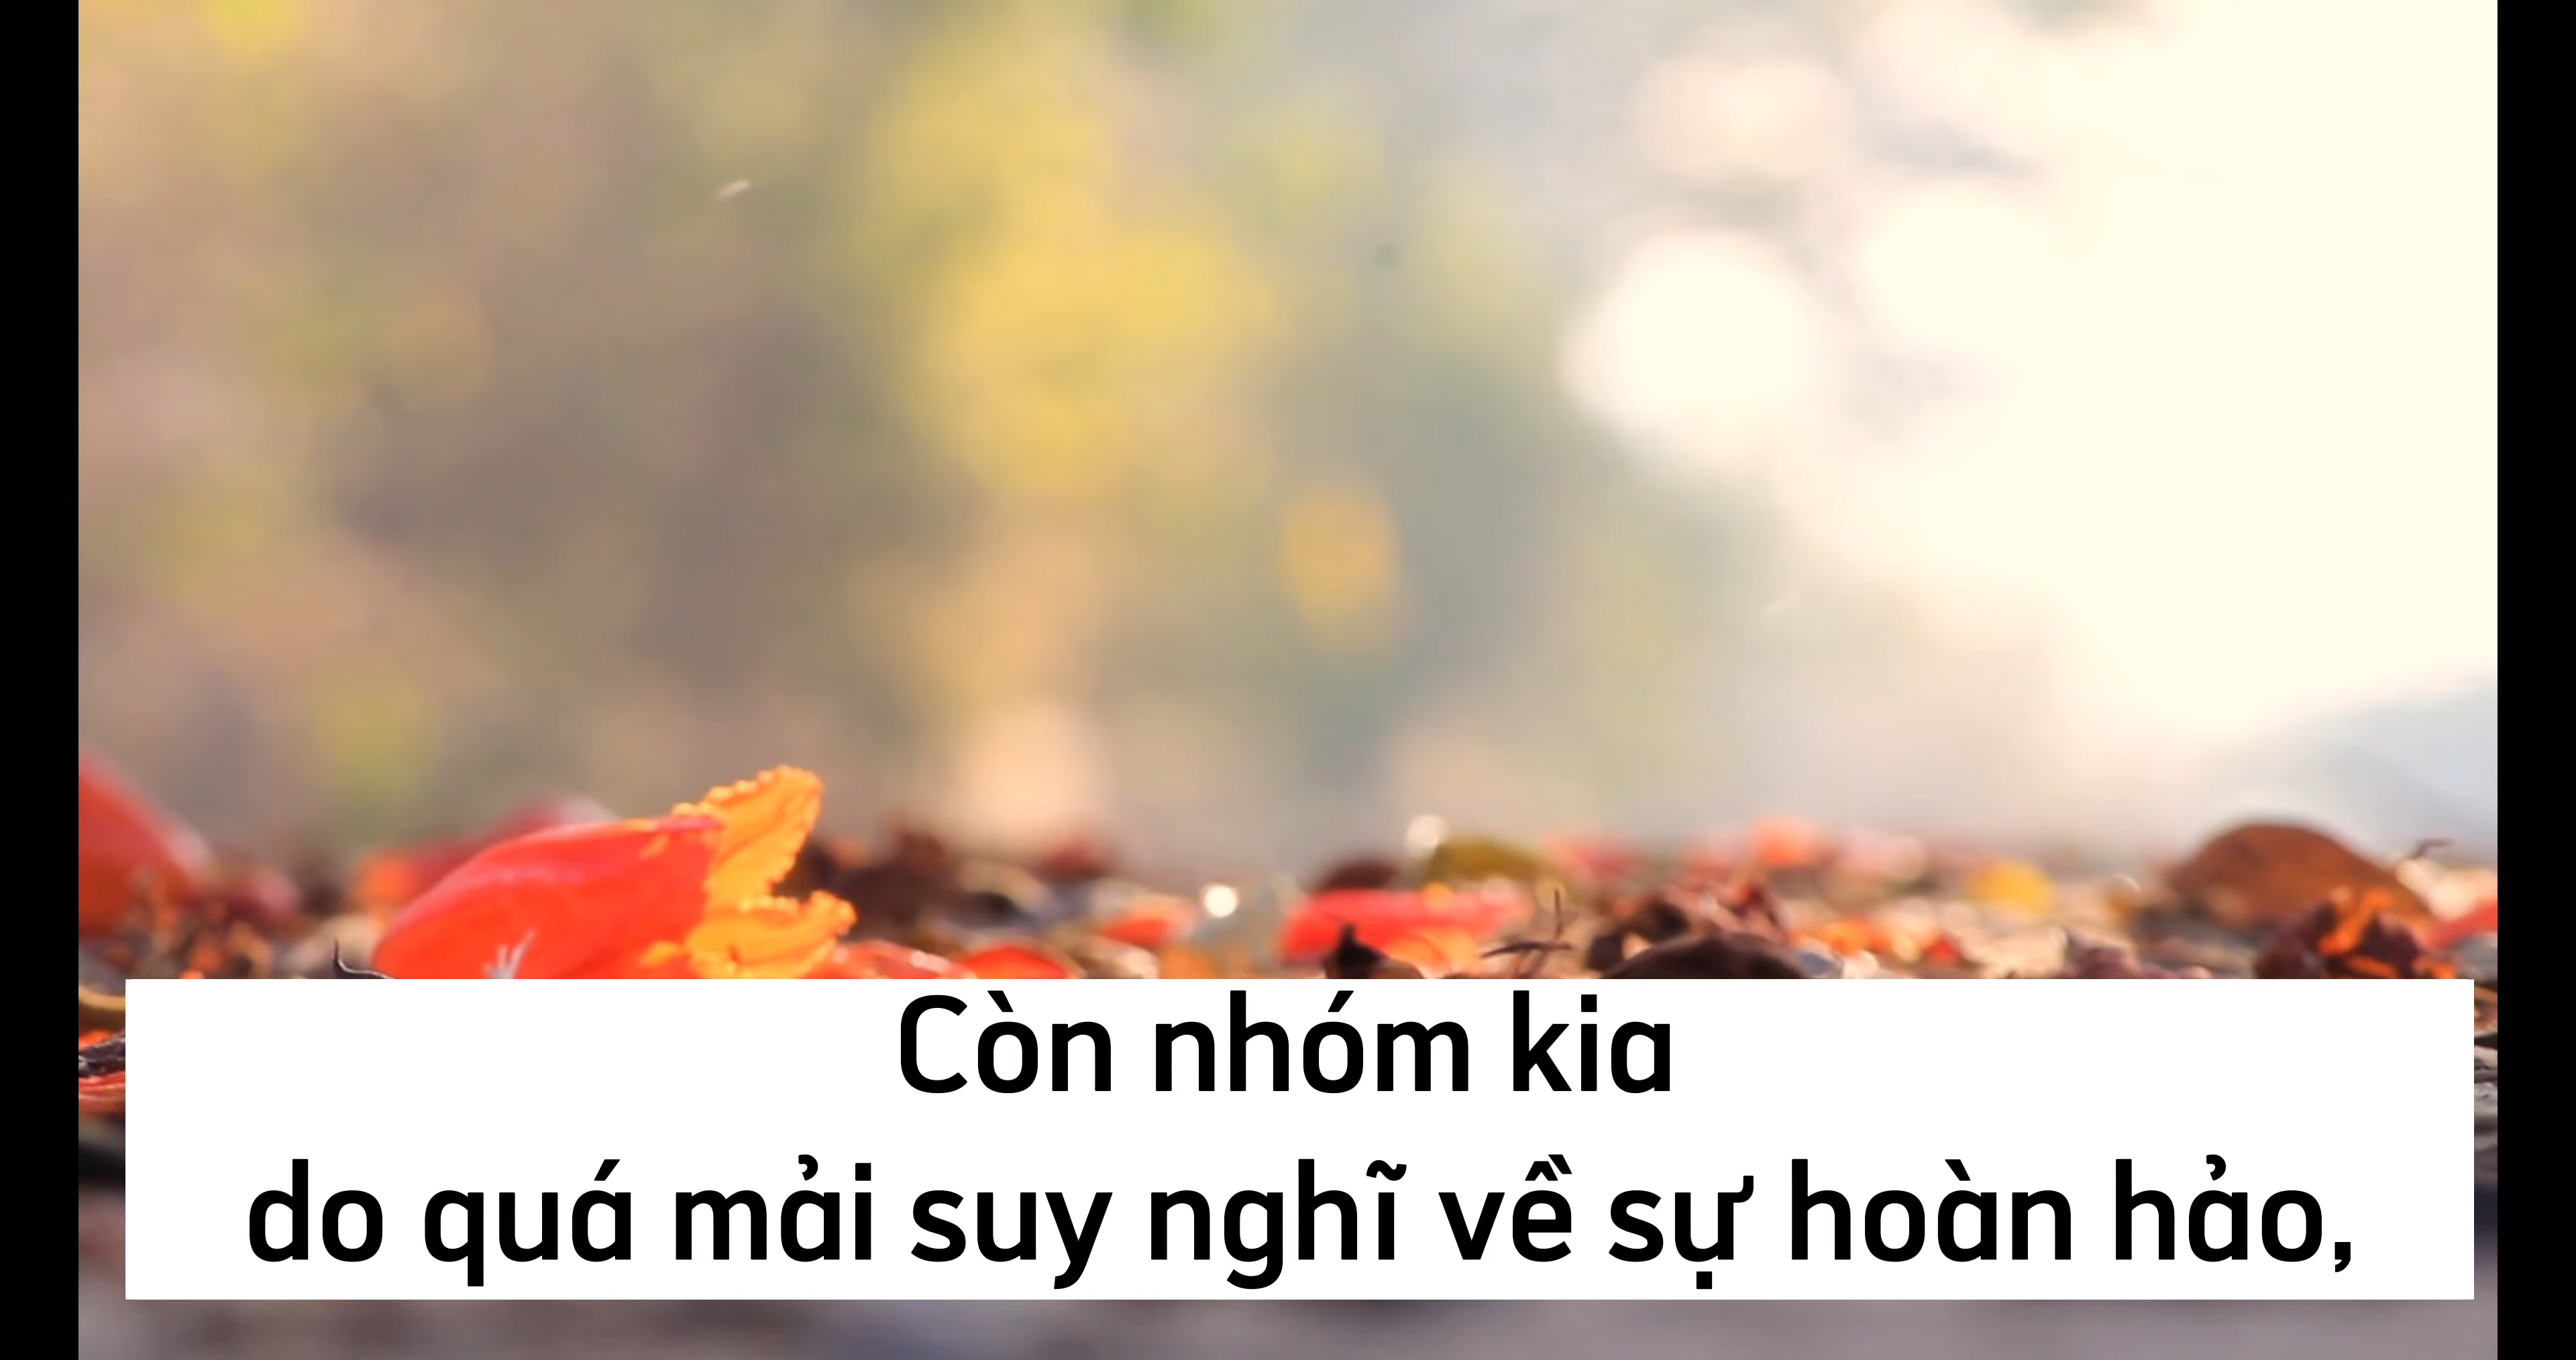 Còn nhóm kia
do quá mải suy nghĩ về sự hoàn hảo,